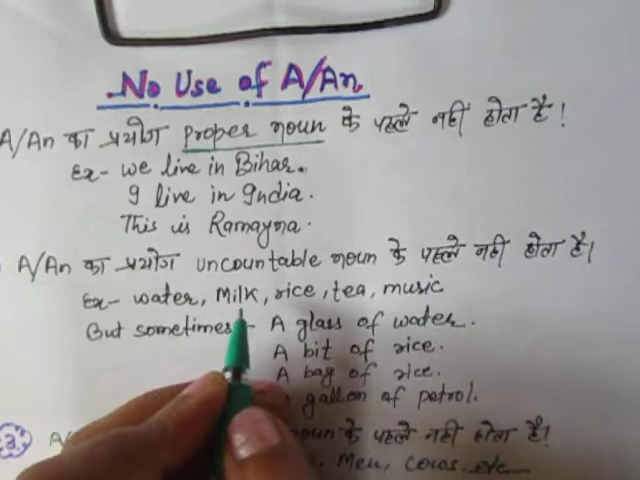 No Use of A/An
A/An का प्रयोग proper noun के पहले नहीं होता है!
Ex- we live in Bihar.
I live in India.
This is Ramayna.
A/An का प्रयोग uncountable noun के पहले नहीं होता है।
Ex- water, Milk, rice, tea, music
But sometimes- A glass of water.
A bit of rice.
A bag of rice.
gallon of petrol.
3. A/ noun के पहले नहीं होता है!
Men, cows etc